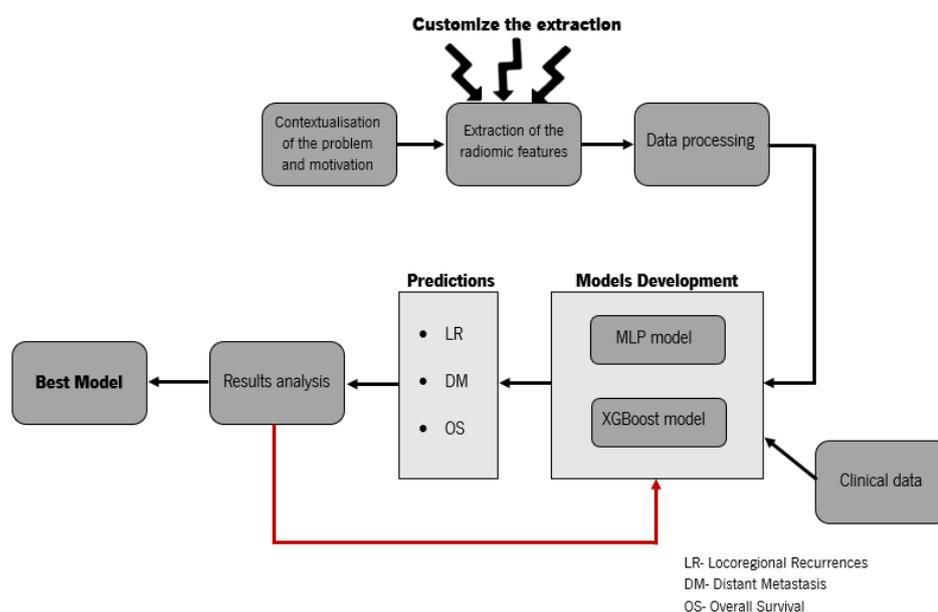 Customize the extraction
Contextualisation
of the problem
and motivation
Extraction of the
radiomic features
Data processing
Predictions
Models Development
• LR
• DM
• OS
MLP model
XGBoost model
Best Model
Results analysis
Clinical data
LR- Locoregional Recurrences
DM- Distant Metastasis
OS- Overall Survival